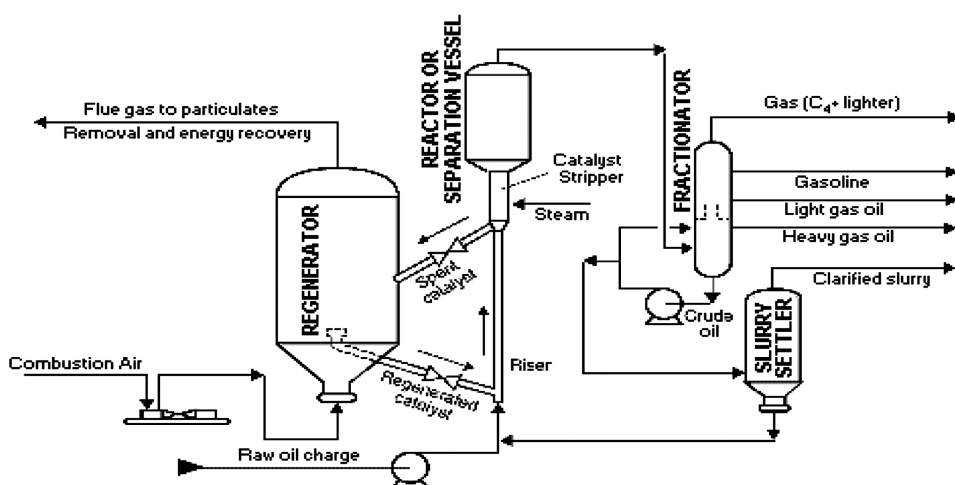 Flue gas to particulates
Removal and energy recovery
REACTOR OR
SEPARATION VESSEL
Gas (C4+ lighter)
Catalyst
Stripper
Steam
FRACTIONATOR
Gasoline
Light gas oil
Heavy gas oil
Clarified slurry
REGENERATOR
Spent
catalyst
Crude
oil
SLURRY
SETTLER
Combustion Air
Riser
Regenerated
catalyst
Raw oil charge